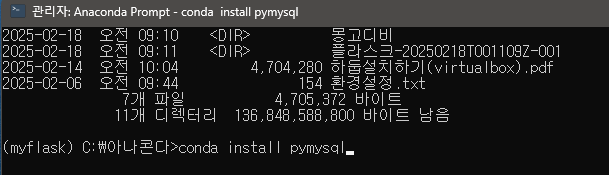 관리자: Anaconda Prompt - conda  install pymysql
2025-02-18  오전 09:10    <DIR>          몽고디비
2025-02-18  오전 09:11    <DIR>          플라스크-20250218T001109Z-001
2025-02-14  오전 10:04         4,704,280 하둡설치하기(virtualbox).pdf
2025-02-06  오전 09:44               154 환경설정.txt
7개 파일           4,705,372 바이트
11개 디렉터리  136,848,588,800 바이트 남음
(myflask) C:\아나콘다>conda install pymysql